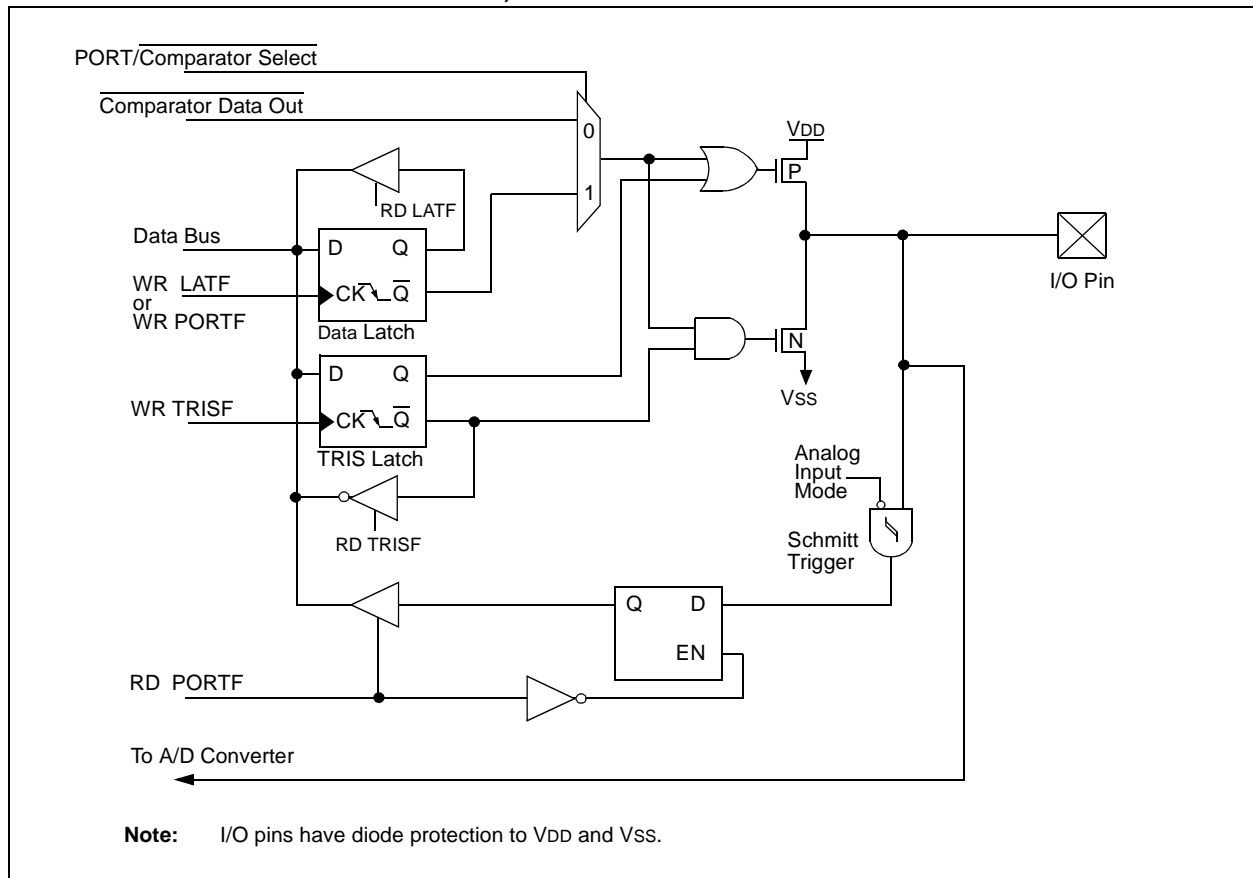 PORT/Comparator Select
Comparator Data Out
0
1
VDD
P
RD LATF
Data Bus
D Q
WR LATF
or
WR PORTF
CK Q
Data Latch
I/O Pin
N
VSS
D Q
WR TRISF
CK Q
TRIS Latch
RD TRISF
Analog
Input
Mode
Schmitt
Trigger
Q D
EN
RD PORTF
To A/D Converter
Note: I/O pins have diode protection to VDD and VSS.